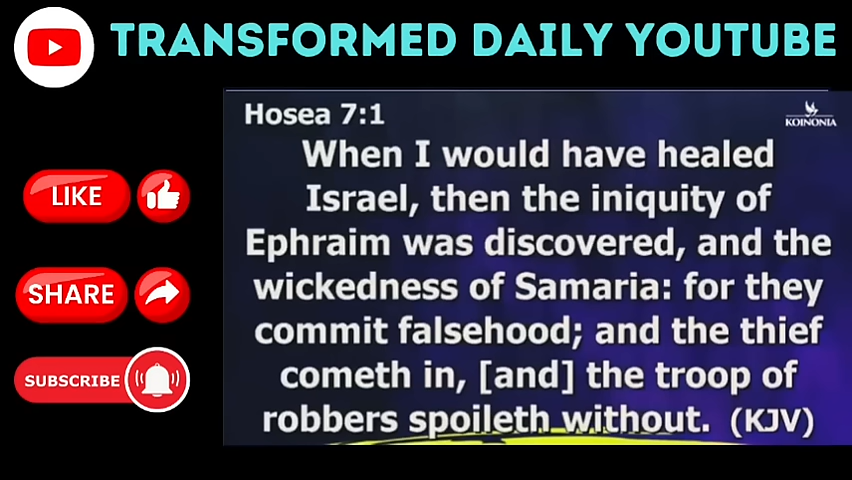 TRANSFORMED DAILY YOUTUBE
Hosea 7:1
KOINONIA
When I would have healed
Israel, then the iniquity of
Ephraim was discovered, and the
wickedness of Samaria: for they
commit falsehood; and the thief
cometh in, [and] the troop of
robbers spoileth without. (KJV)
LIKE
SHARE
SUBSCRIBE